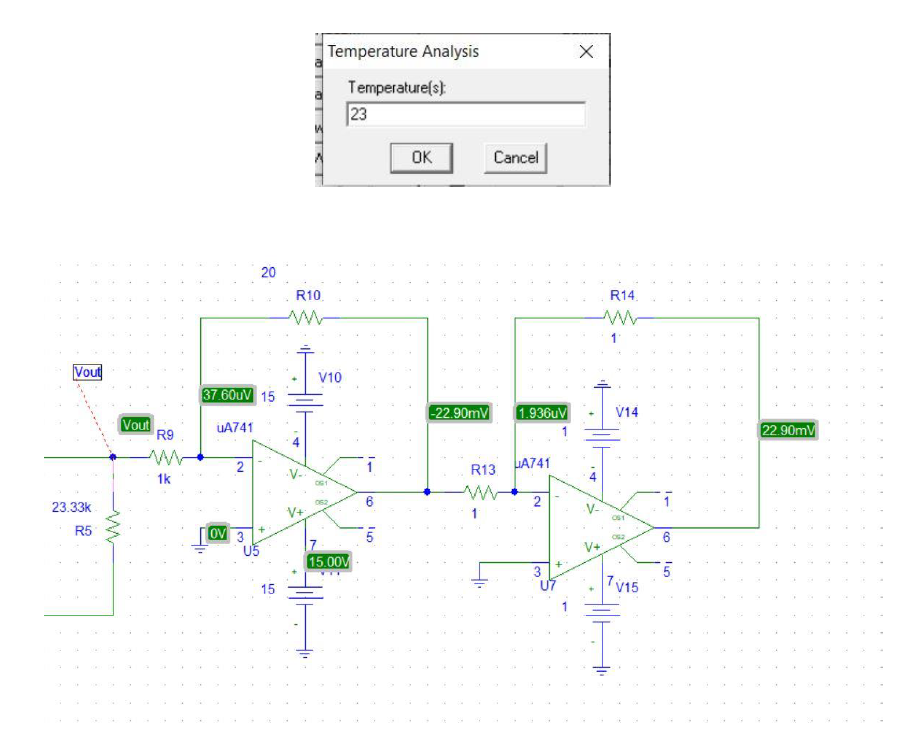 Temperature Analysis
Temperature(s):
23
OK
Cancel
20
R10
R14
1
Vout
37.60uV
15
V10
-22.90mV
1.936uV
V14
1
22.90mV
Vout
R9
uA741
4
1k
2
-
V-
OS1
1
R13
uA741
4
1
2
-
V-
OS1
1
23.33k
R5
0V
3
+
V+
OS2
6
5
U5
7
15.00V
15
+
-
3
+
V+
OS2
6
5
U7
7
V15
1
+
-